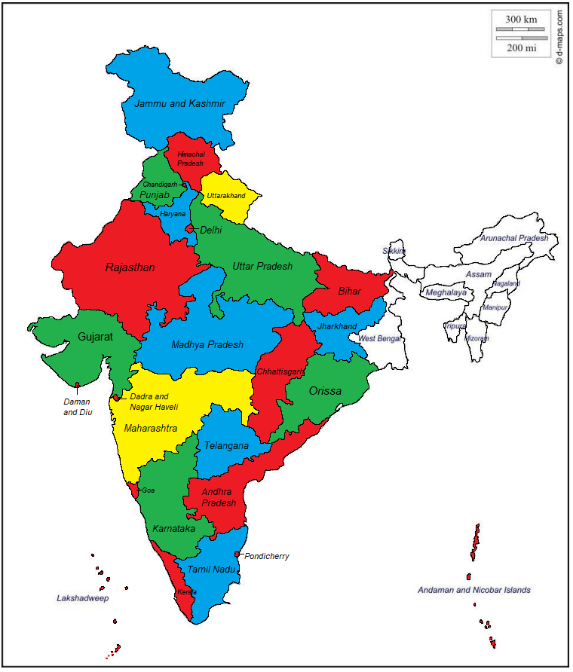 300 km
200 mi
© d-maps.com
Jammu and Kashmir
Himachal
Pradesh
Chandigarh
Punjab
Uttarakhand
Haryana
Delhi
Arunachal Pradesh
Sikkim
Rajasthan
Uttar Pradesh
Assam
Nagaland
Bihar
Meghalaya
Manipur
Jharkhand
Tripura
Gujarat
Madhya Pradesh
West Bengal
Mizoram
Chhattisgarh
Orissa
Daman
and Diu
Dadra and
Nagar Haveli
Maharashtra
Telangana
Goa
Andhra
Pradesh
Karnataka
Pondicherry
Tamil Nadu
Kerala
Lakshadweep
Andaman and Nicobar Islands